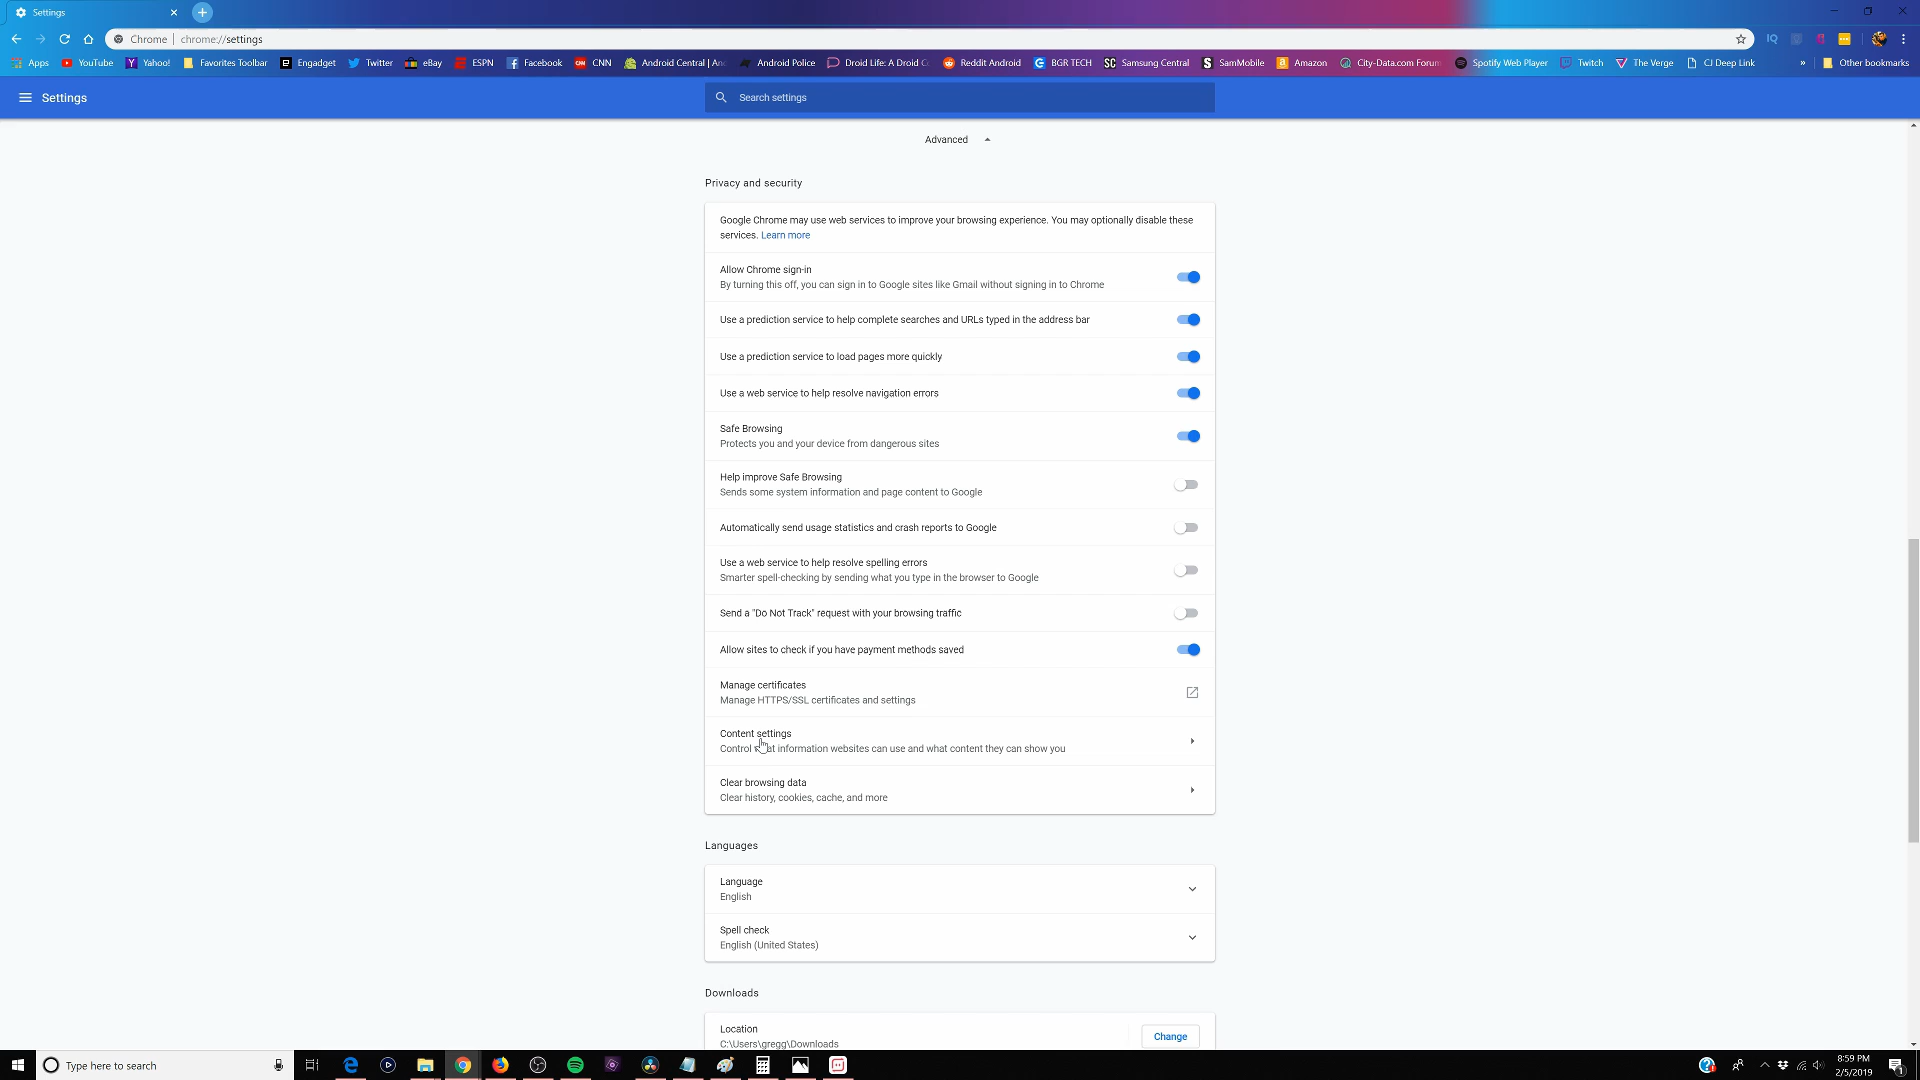 Settings
Chrome | chrome://settings
Apps YouTube Yahoo! Favorites Toolbar Engadget Twitter eBay ESPN Facebook CNN Android Central | An Android Police Droid Life: A Droid C Reddit Android BGR TECH Samsung Central SamMobile Amazon City-Data.com Forum Spotify Web Player Twitch The Verge CJ Deep Link » Other bookmarks
Settings
Search settings
Advanced
Privacy and security
Google Chrome may use web services to improve your browsing experience. You may optionally disable these
services. Learn more
Allow Chrome sign-in
By turning this off, you can sign in to Google sites like Gmail without signing in to Chrome
Use a prediction service to help complete searches and URLs typed in the address bar
Use a prediction service to load pages more quickly
Use a web service to help resolve navigation errors
Safe Browsing
Protects you and your device from dangerous sites
Help improve Safe Browsing
Sends some system information and page content to Google
Automatically send usage statistics and crash reports to Google
Use a web service to help resolve spelling errors
Smarter spell-checking by sending what you type in the browser to Google
Send a "Do Not Track" request with your browsing traffic
Allow sites to check if you have payment methods saved
Manage certificates
Manage HTTPS/SSL certificates and settings
Content settings
Control what information websites can use and what content they can show you
Clear browsing data
Clear history, cookies, cache, and more
Languages
Language
English
Spell check
English (United States)
Downloads
Location
C:\Users\gregg\Downloads
Change
Type here to search
8:59 PM
2/5/2019